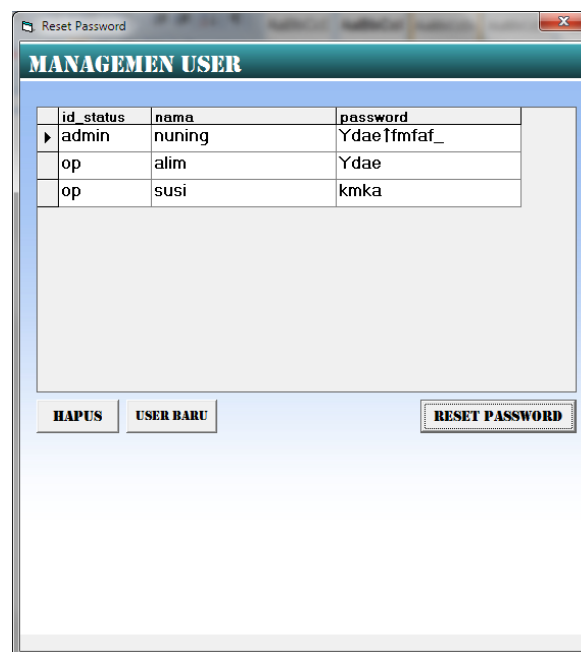 Reset Password
MANAGEMEN USER
id_status nama password
admin nuning Ydae↑fmfaf_
op alim Ydae
op susi kmka
HAPUS USER BARU RESET PASSWORD